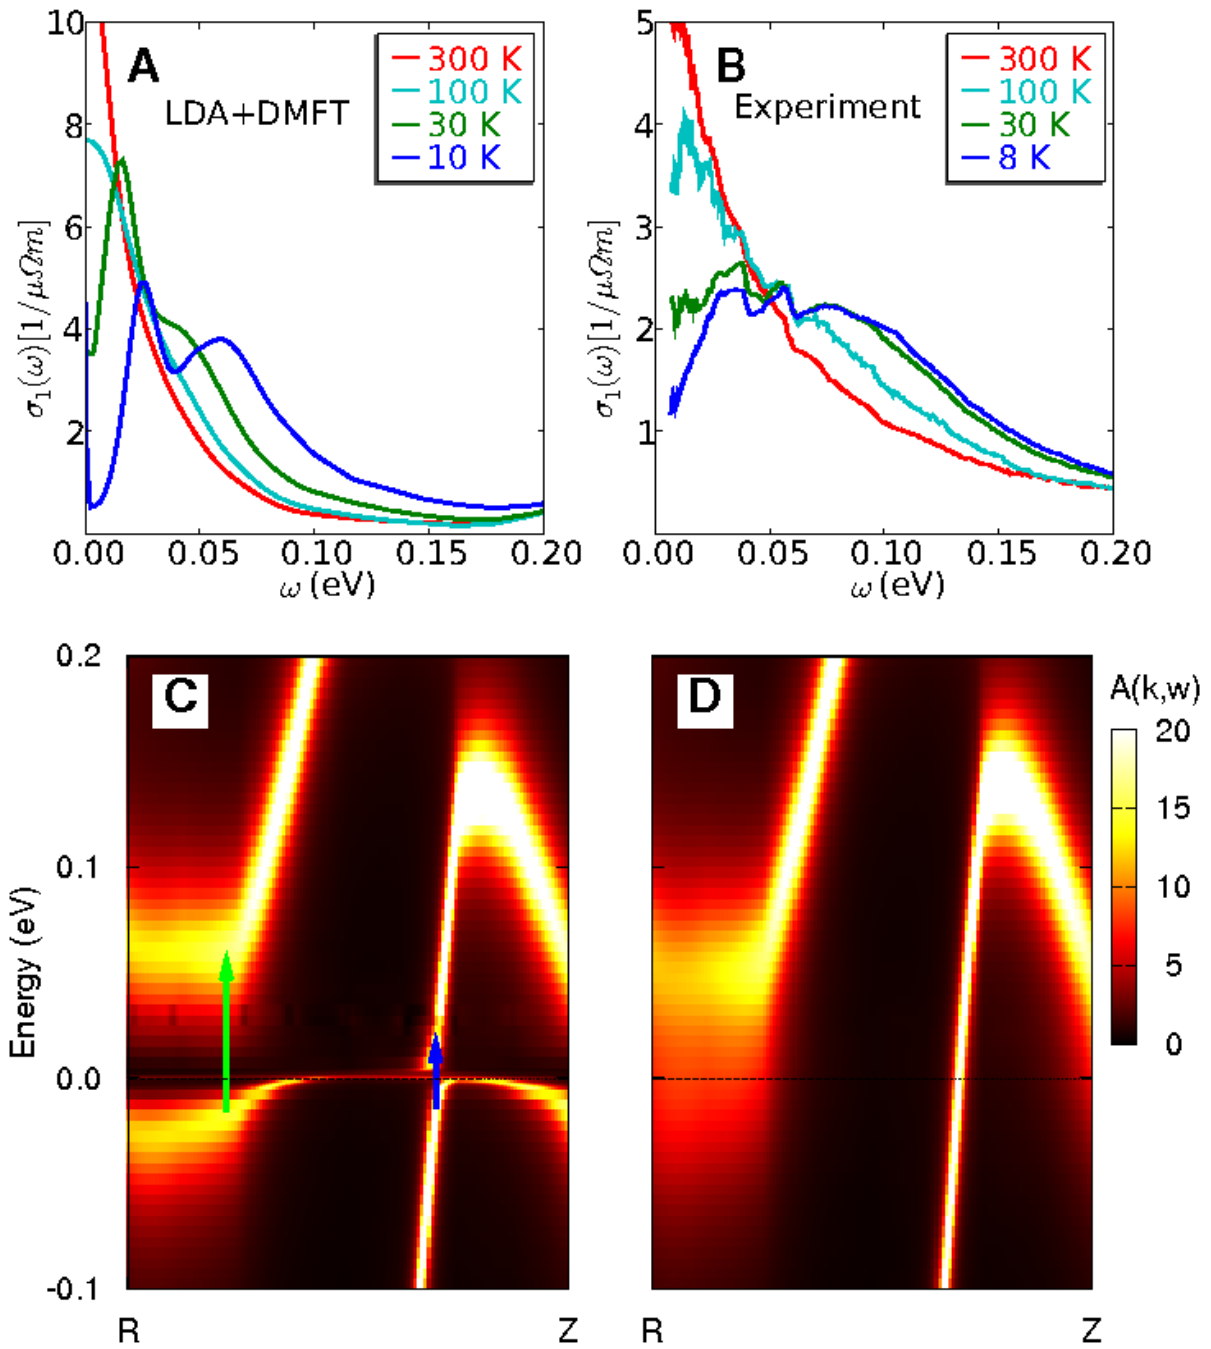 A
LDA+DMFT
300 K
100 K
30 K
10 K
10
8
6
4
2
σ₁(ω)[1/μΩm]
0.00 0.05 0.10 0.15 0.20
ω (eV)
B
Experiment
300 K
100 K
30 K
8 K
5
4
3
2
1
σ₁(ω)[1/μΩm]
0.00 0.05 0.10 0.15 0.20
ω (eV)
C
0.2
0.1
0.0
-0.1
Energy (eV)
R Z
D
R Z
A(k,w)
20
15
10
5
0